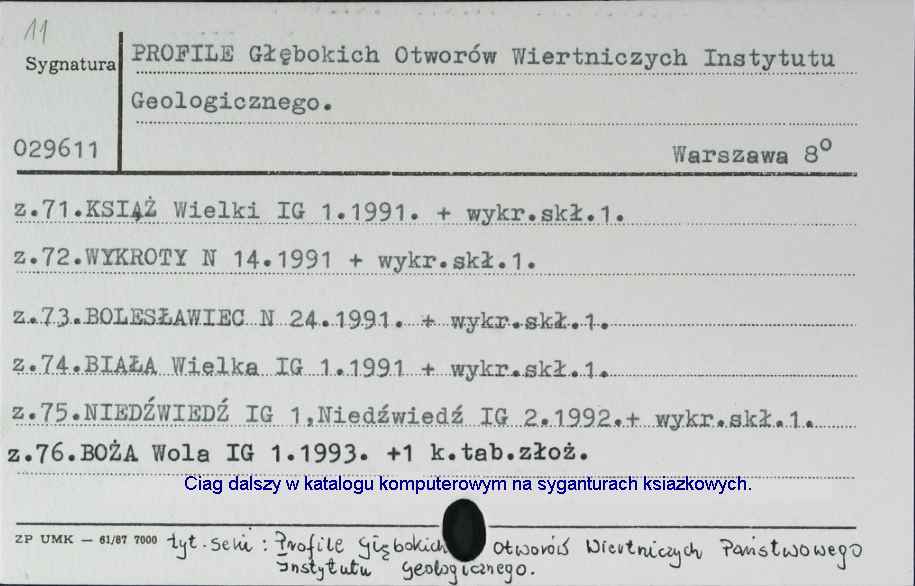 11
PROFILE Głębokich Otworów Wiertniczych Instytutu
Sygnatura
Geologicznego.
029611
Warszawa 8°
z.71.KSIĄŻ Wielki IG 1.1991. + wykr.skł.1.
z.72.WYKROTY N 14.1991 + wykr.skł.1.
z.73.BOLESŁAWIEC N 24.1991. + wykr.skł.1.
z.74.BIAŁA Wielka IG 1.1991 + wykr.skł.1.
z.75.NIEDŹWIEDŹ IG 1,Niedźwiedź IG 2.1992.+ wykr.skł.1.
z.76.BOŻA Wola IG 1.1993. +1 k.tab.złoż.
Ciag dalszy w katalogu komputerowym na syganturach ksiazkowych.
ZP UMK — 61/87 7000 tyt. serii : Profile Głębokich Otworów Wiertniczych Państwowego
Instytutu Geologicznego.